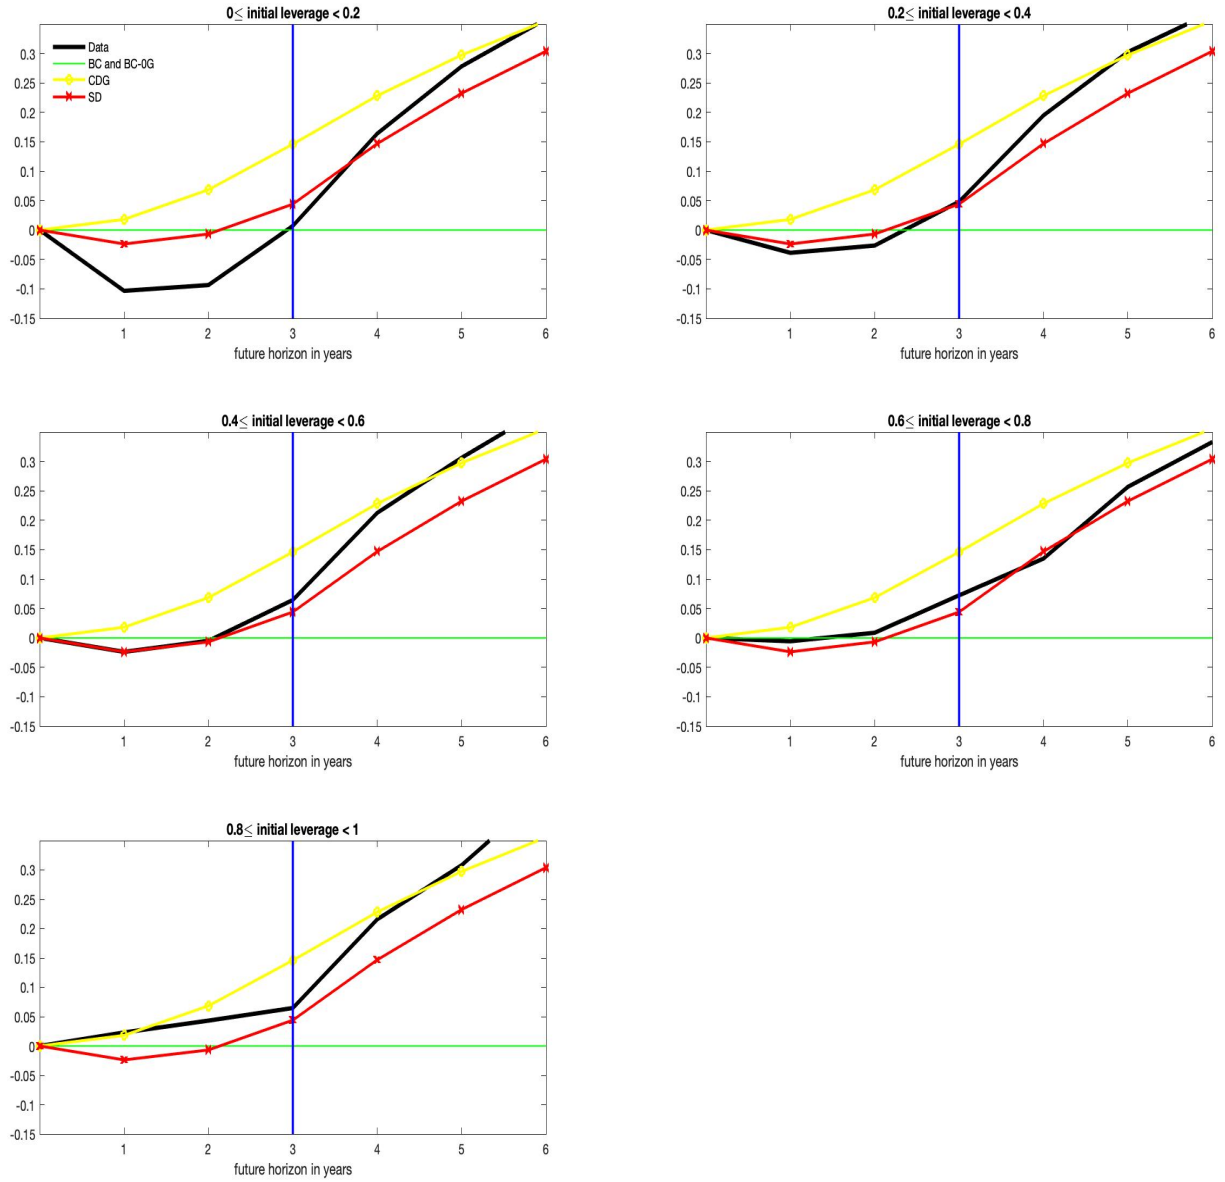 0≤ initial leverage < 0.2
Data
BC and BC-0G
CDG
SD
0.3
0.25
0.2
0.15
0.1
0.05
0
-0.05
-0.1
-0.15
1 2 3 4 5 6
future horizon in years
0.2≤ initial leverage < 0.4
0.3
0.25
0.2
0.15
0.1
0.05
0
-0.05
-0.1
-0.15
1 2 3 4 5 6
future horizon in years
0.4≤ initial leverage < 0.6
0.3
0.25
0.2
0.15
0.1
0.05
0
-0.05
-0.1
-0.15
1 2 3 4 5 6
future horizon in years
0.6≤ initial leverage < 0.8
0.3
0.25
0.2
0.15
0.1
0.05
0
-0.05
-0.1
-0.15
1 2 3 4 5 6
future horizon in years
0.8≤ initial leverage < 1
0.3
0.25
0.2
0.15
0.1
0.05
0
-0.05
-0.1
-0.15
1 2 3 4 5 6
future horizon in years